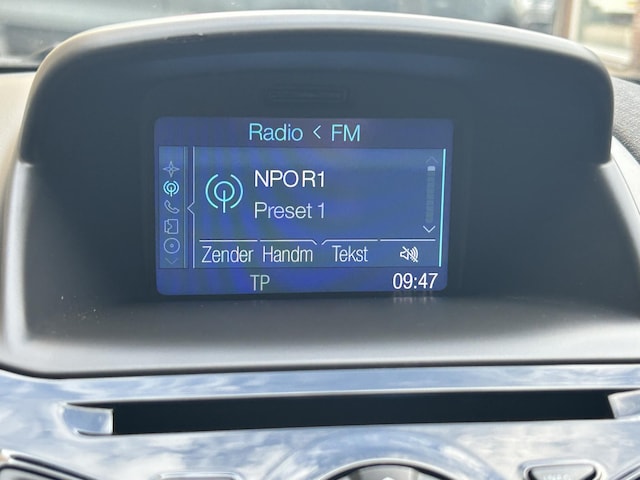 Radio < FM
NPO R1
Preset 1
Zender Handm Tekst
TP 09:47